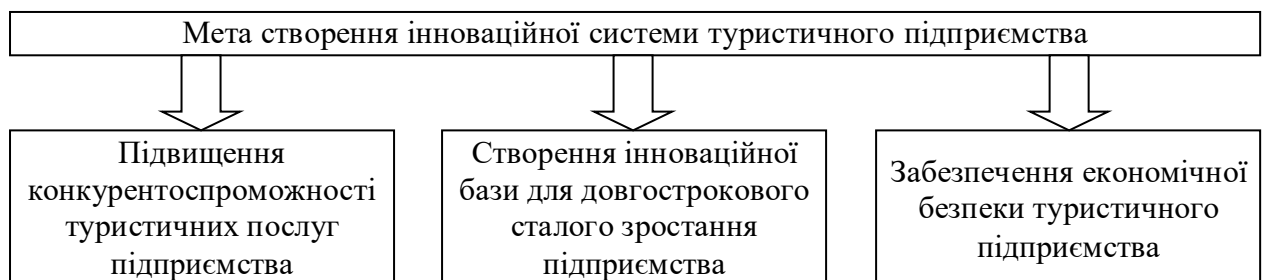 Мета створення інноваційної системи туристичного підприємства
Підвищення
конкурентоспроможності
туристичних послуг
підприємства
Створення інноваційної
бази для довгострокового
сталого зростання
підприємства
Забезпечення економічної
безпеки туристичного
підприємства